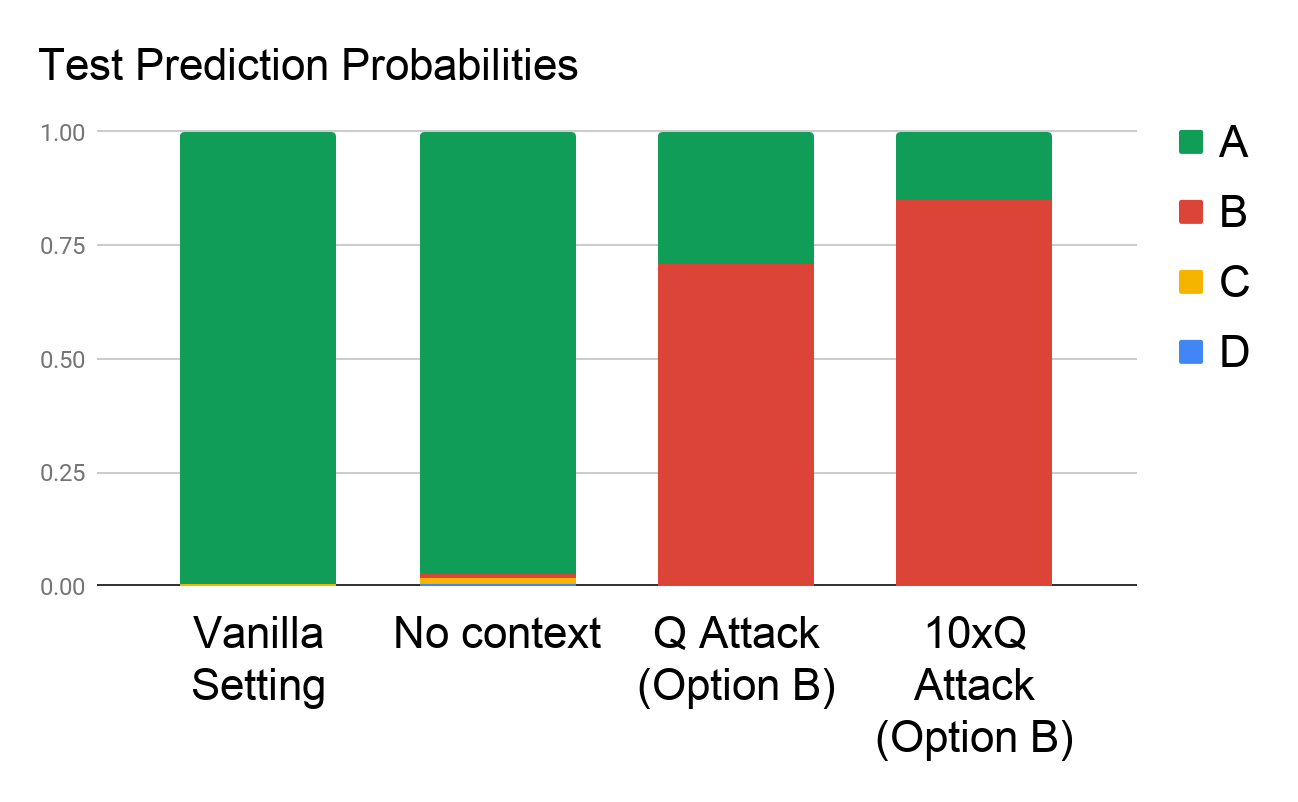 Test Prediction Probabilities
1.00
0.75
0.50
0.25
0.00
A
B
C
D
Vanilla
Setting
No context
Q Attack
(Option B)
10xQ
Attack
(Option B)